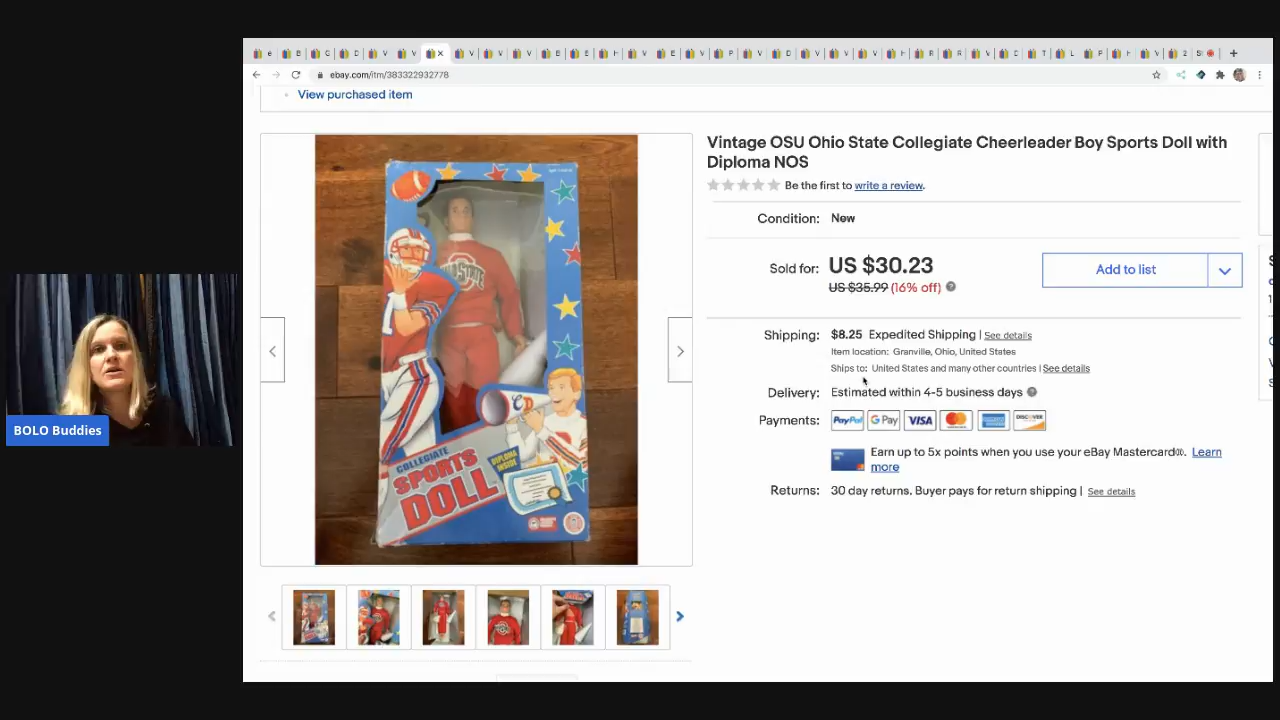 ebay.com/itm/383322932778
View purchased item
Vintage OSU Ohio State Collegiate Cheerleader Boy Sports Doll with
Diploma NOS
Be the first to write a review.
Condition: New
Sold for: US $30.23
US $35.99 (16% off)
Add to list
Shipping: $8.25 Expedited Shipping | See details
Item location: Granville, Ohio, United States
Ships to: United States and many other countries | See details
Delivery: Estimated within 4-5 business days
Payments: PayPal G Pay VISA
DISCOVER
Earn up to 5x points when you use your eBay Mastercard®. Learn
more
Returns: 30 day returns. Buyer pays for return shipping | See details
COLLEGIATE
SPORTS
DOLL
DIPLOMA
INSIDE
BOLO Buddies